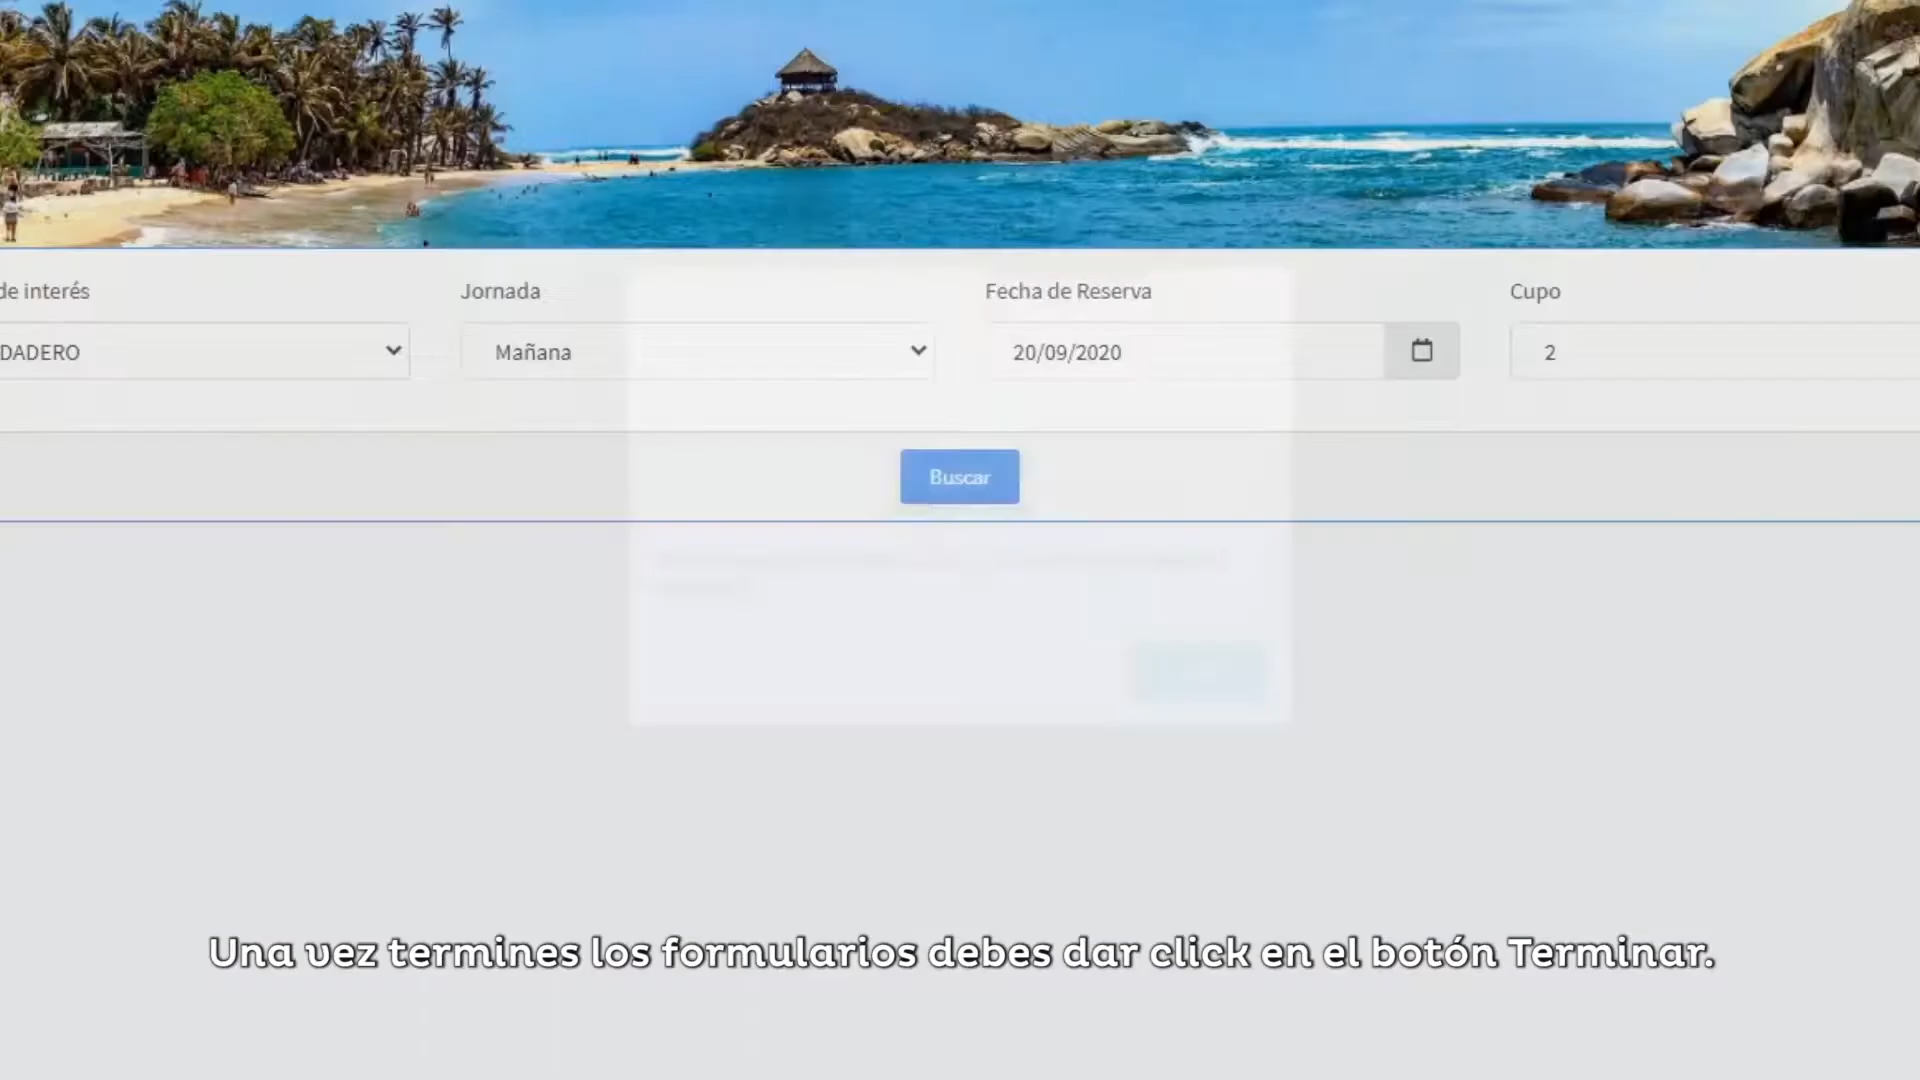 de interés
Jornada
Fecha de Reserva
Cupo
DADERO
Mañana
20/09/2020
2
Buscar
Una vez termines los formularios debes dar click en el botón Terminar.